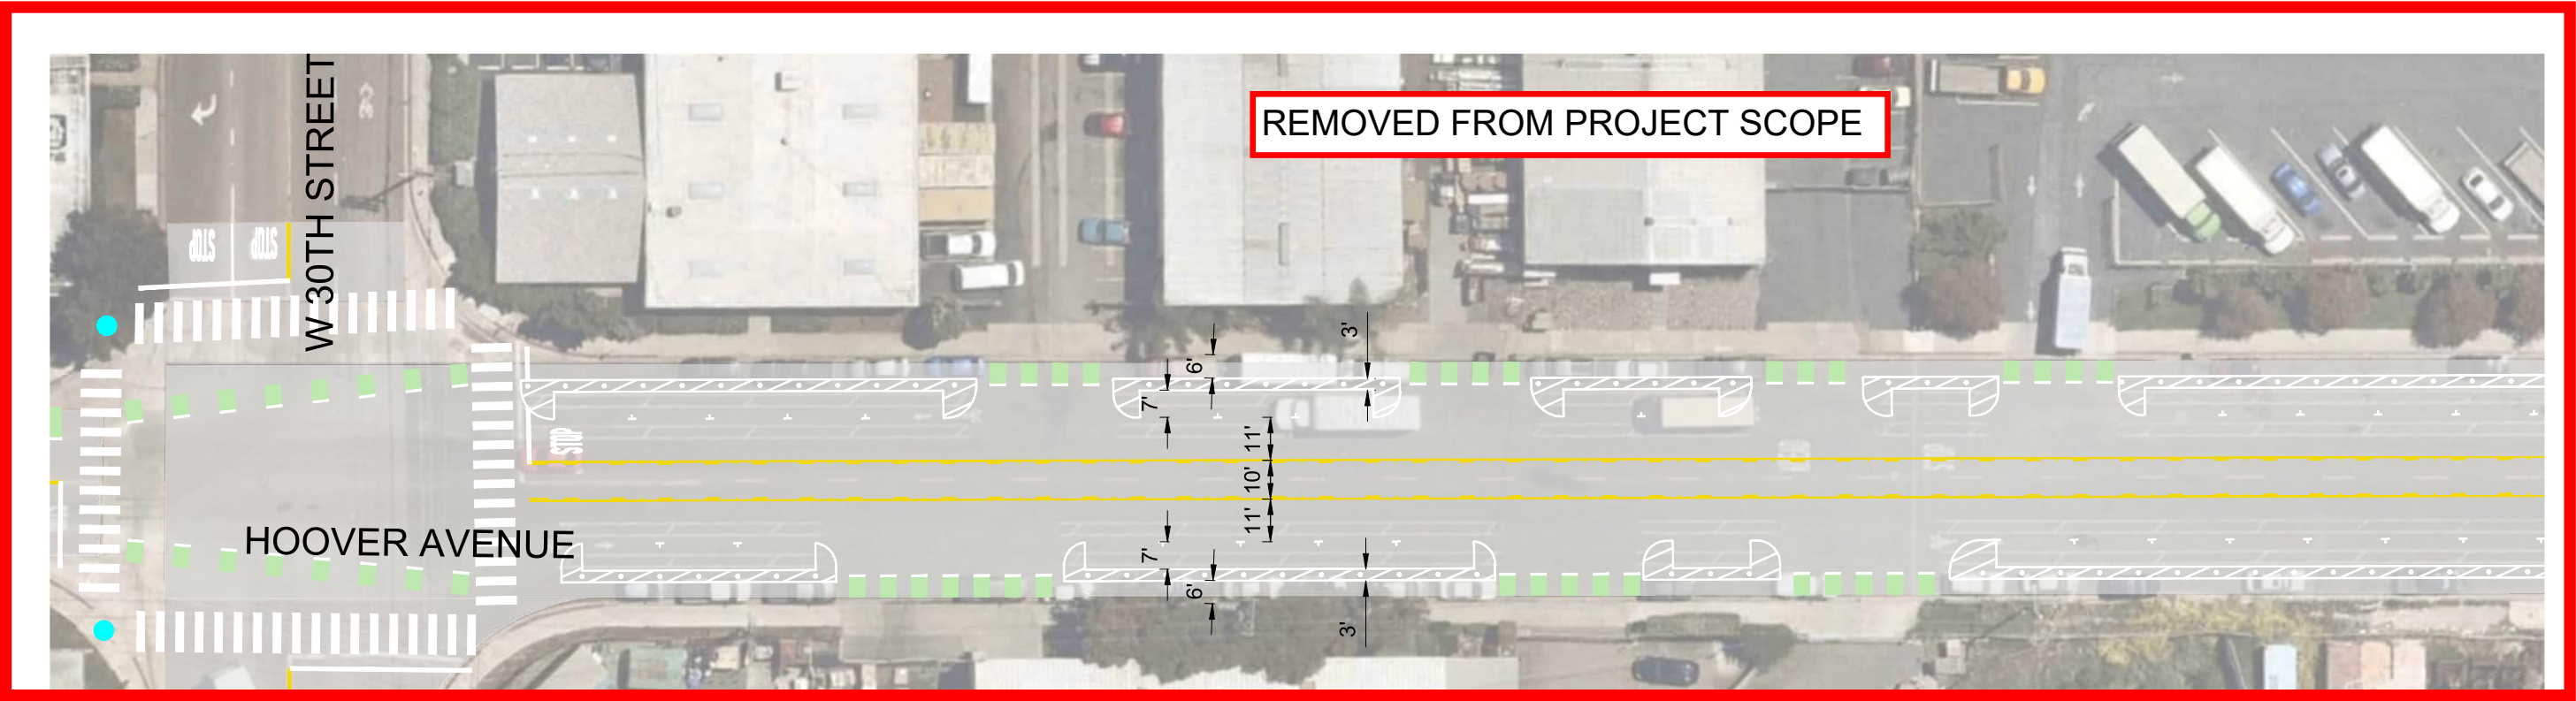 REMOVED FROM PROJECT SCOPE
W 30TH STREET
STOP
STOP
STOP
HOOVER AVENUE
3'
6'
7'
11'
10'
11'
7'
6'
3'